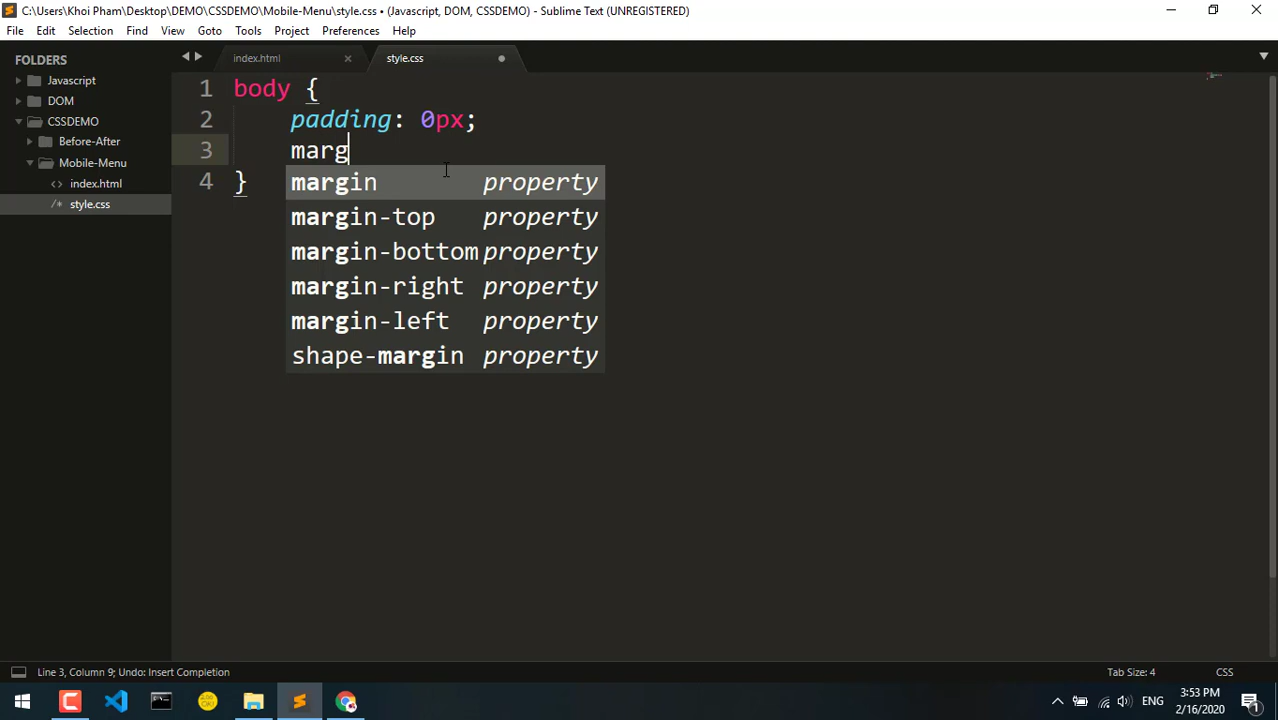 C:\Users\Khoi Pham\Desktop\DEMO\CSSDEMO\Mobile-Menu\style.css • (Javascript, DOM, CSSDEMO) - Sublime Text (UNREGISTERED)
File Edit Selection Find View Goto Tools Project Preferences Help
FOLDERS
Javascript
DOM
CSSDEMO
Before-After
Mobile-Menu
<> index.html
/* style.css
index.html
style.css
1 body {
2 padding: 0px;
3 marg
4 }
margin property
margin-top property
margin-bottom property
margin-right property
margin-left property
shape-margin property
Line 3, Column 9; Undo: Insert Completion
Tab Size: 4
CSS
ENG
3:53 PM
2/16/2020
1